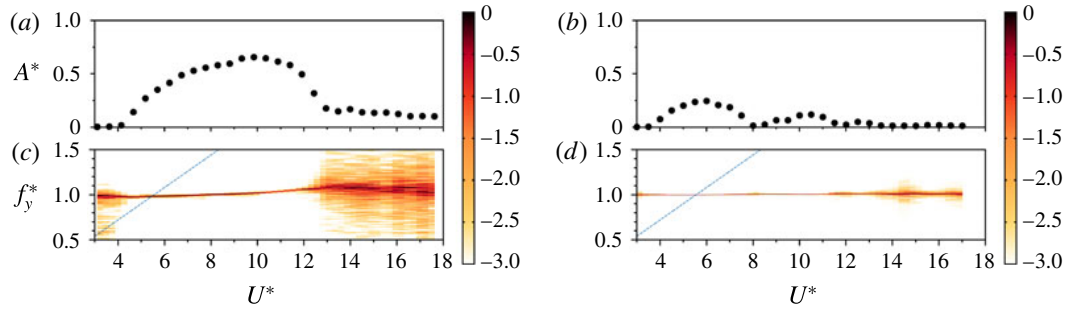 (a) 1.0 0 (b) 1.0 0
–0.5 –0.5
A* 0.5 –1.0 0.5 –1.0
0 –1.5 0 –1.5
(c) 1.5 (d) 1.5
–2.0 –2.0
f*y 1.0 1.0
–2.5 –2.5
0.5 –3.0 0.5 –3.0
4 6 8 10 12 14 16 18 4 6 8 10 12 14 16 18
U* U*